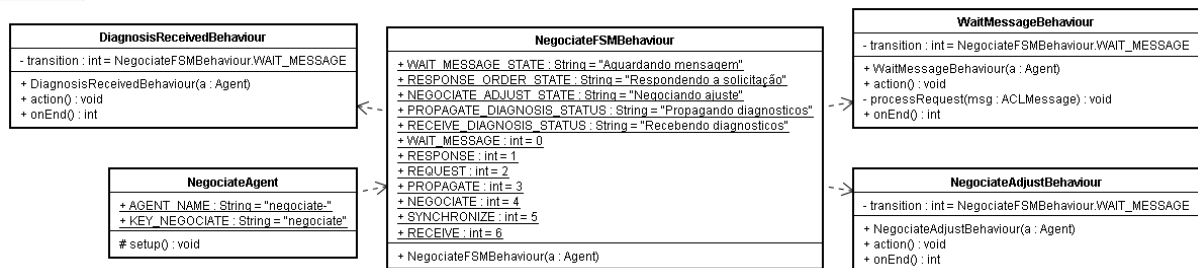 DiagnosisReceivedBehaviour
- transition : int = NegociateFSMBehaviour.WAIT_MESSAGE
+ DiagnosisReceivedBehaviour(a : Agent)
+ action() : void
+ onEnd() : int
NegociateAgent
+ AGENT_NAME : String = "negociate-"
+ KEY_NEGOCIATE : String = "negociate"
# setup() : void
NegociateFSMBehaviour
+ WAIT_MESSAGE_STATE : String = "Aquardando mensagem"
+ RESPONSE_ORDER_STATE : String = "Respondendo a solicitação"
+ NEGOCIATE_ADJUST_STATE : String = "Negociando ajuste"
+ PROPAGATE_DIAGNOSIS_STATUS : String = "Propagando diagnosticos"
+ RECEIVE_DIAGNOSIS_STATUS : String = "Recebendo diagnosticos"
+ WAIT_MESSAGE : int = 0
+ RESPONSE : int = 1
+ REQUEST : int = 2
+ PROPAGATE : int = 3
+ NEGOCIATE : int = 4
+ SYNCHRONIZE : int = 5
+ RECEIVE : int = 6
+ NegociateFSMBehaviour(a : Agent)
WaitMessageBehaviour
- transition : int = NegociateFSMBehaviour.WAIT_MESSAGE
+ WaitMessageBehaviour(a : Agent)
+ action() : void
- processRequest(msg : ACLMessage) : void
+ onEnd() : int
NegociateAdjustBehaviour
- transition : int = NegociateFSMBehaviour.WAIT_MESSAGE
+ NegociateAdjustBehaviour(a : Agent)
+ action() : void
+ onEnd() : int